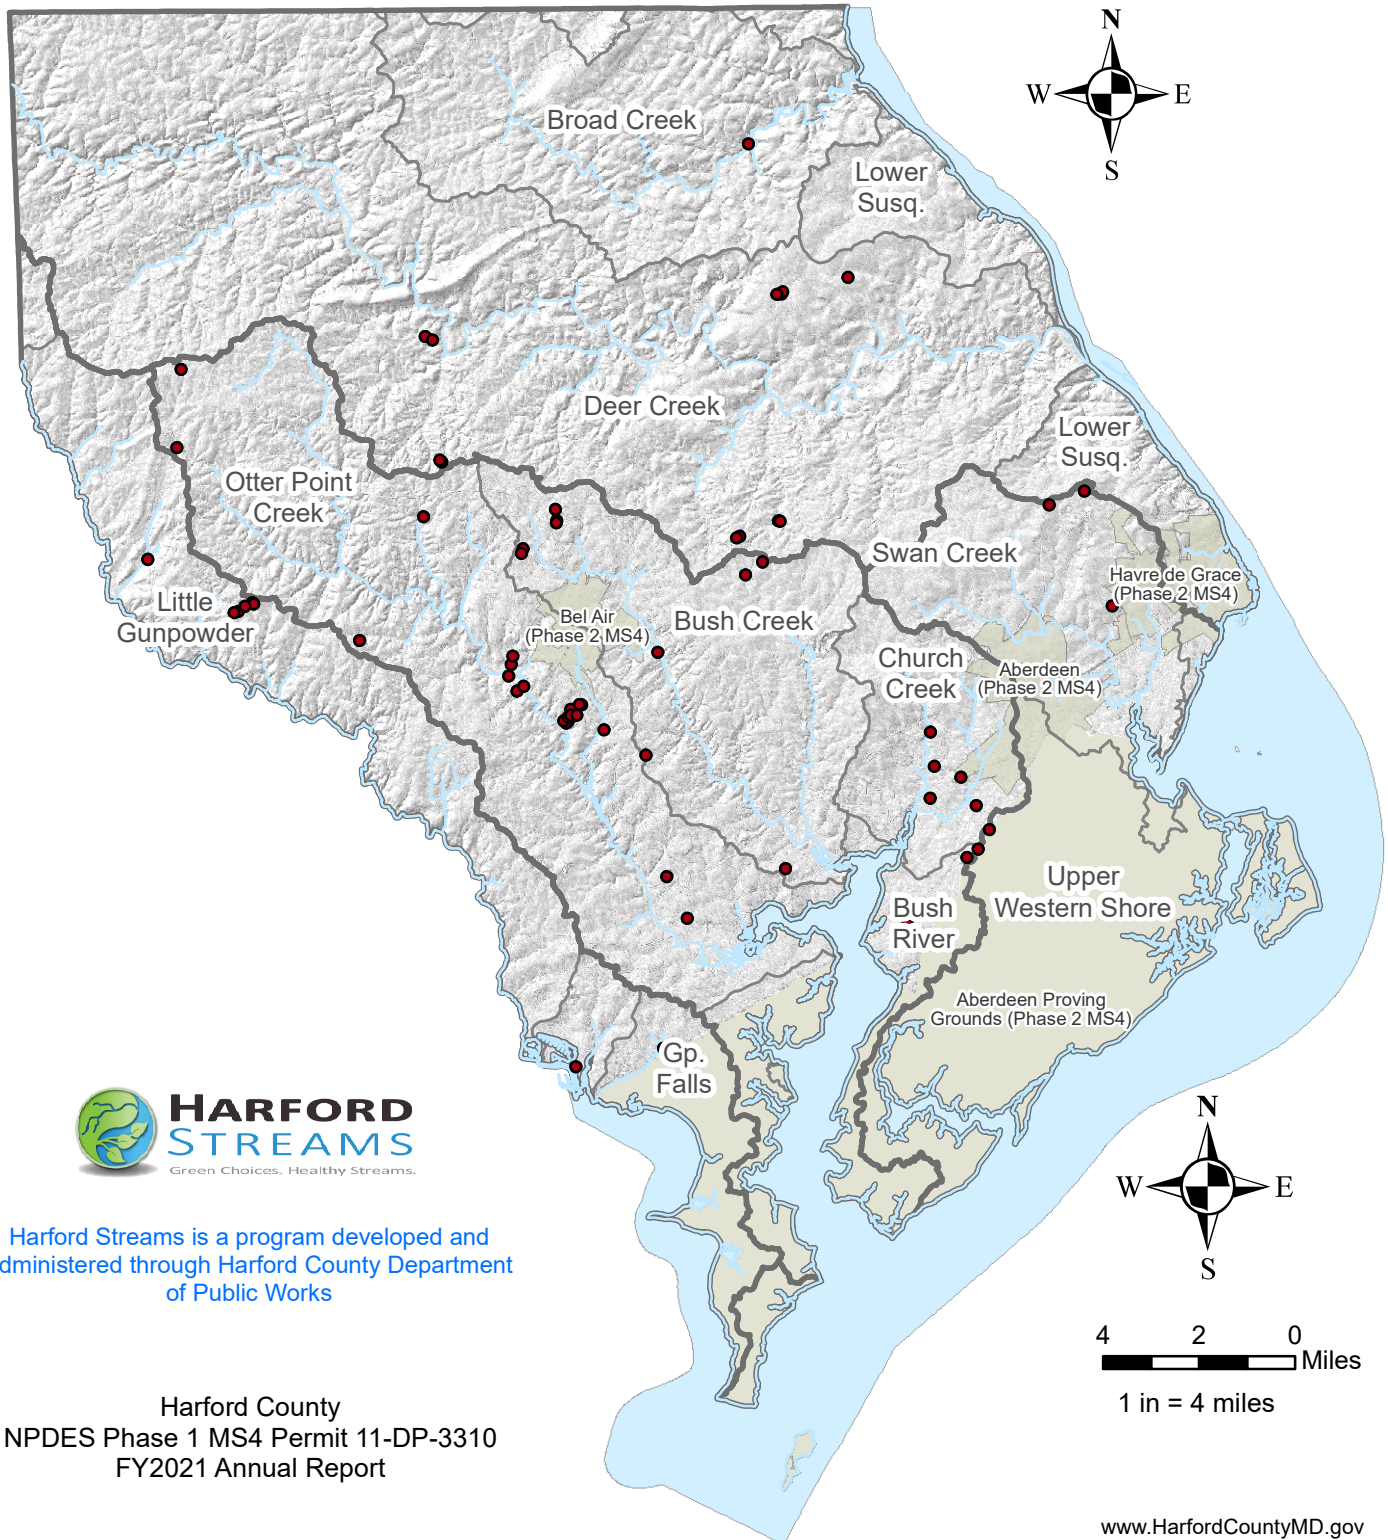 N
W E
S
Broad Creek
Lower
Susq.
Deer Creek
Lower
Susq.
Otter Point
Creek
Swan Creek
Havre de Grace
(Phase 2 MS4)
Little
Gunpowder
Bel Air
(Phase 2 MS4)
Bush Creek
Church
Creek
Aberdeen
(Phase 2 MS4)
Upper
Western Shore
Bush
River
Aberdeen Proving
Grounds (Phase 2 MS4)
Gp.
Falls
HARFORD
STREAMS
Green Choices. Healthy Streams.
N
W E
S
Harford Streams is a program developed and
dministered through Harford County Department
of Public Works
4 2 0
Miles
1 in = 4 miles
Harford County
NPDES Phase 1 MS4 Permit 11-DP-3310
FY2021 Annual Report
www.HarfordCountyMD.gov